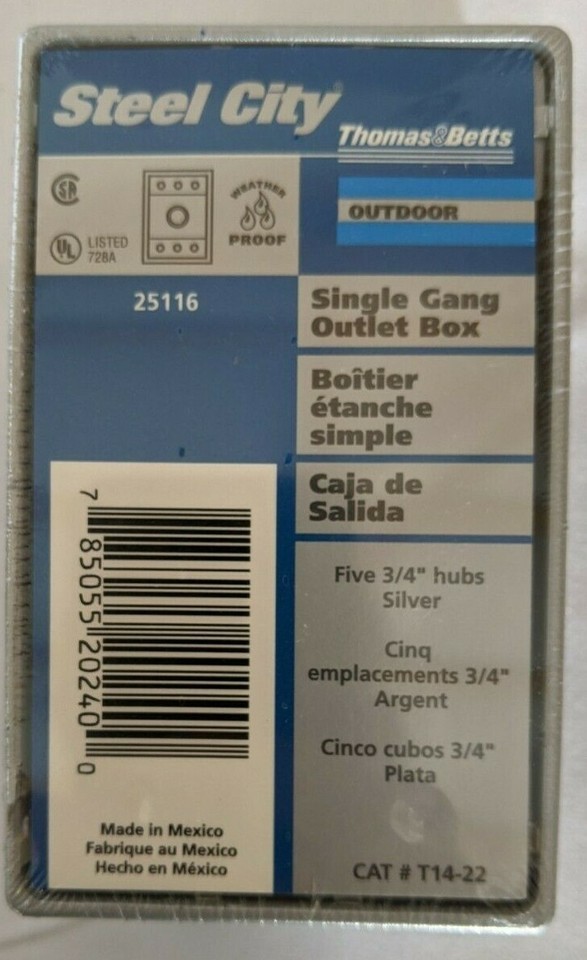 Steel City
Thomas&Betts
SA
WEATHER
PROOF
UL LISTED
728A
OUTDOOR
25116
Single Gang
Outlet Box
Boîtier
étanche
simple
Caja de
Salida
Five 3/4" hubs
Silver
Cinq
emplacements 3/4"
Argent
Cinco cubos 3/4"
Plata
7 85055 20240 0
Made in Mexico
Fabrique au Mexico
Hecho en México
CAT # T14-22